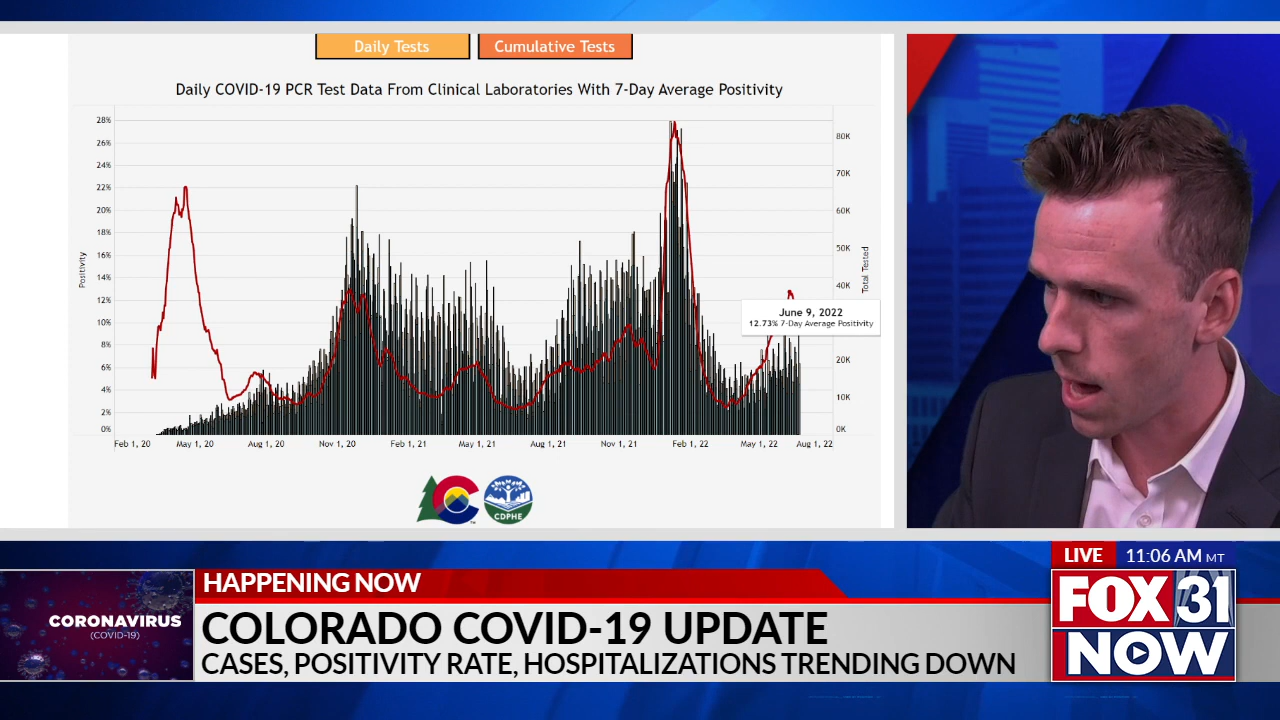 Daily Tests
Cumulative Tests
Daily COVID-19 PCR Test Data From Clinical Laboratories With 7-Day Average Positivity
28%
26%
24%
22%
20%
18%
16%
14%
12%
10%
8%
6%
4%
2%
0%
Positivity
80K
70K
60K
50K
40K
20K
10K
0K
Total Tested
June 9, 2022
12.73% 7-Day Average Positivity
Feb 1, 20
May 1, 20
Aug 1, 20
Nov 1, 20
Feb 1, 21
May 1, 21
Aug 1, 21
Nov 1, 21
Feb 1, 22
May 1, 22
Aug 1, 22
CDPHE
LIVE 11:06 AM MT
HAPPENING NOW
CORONAVIRUS
(COVID-19)
COLORADO COVID-19 UPDATE
CASES, POSITIVITY RATE, HOSPITALIZATIONS TRENDING DOWN
FOX 31
NOW